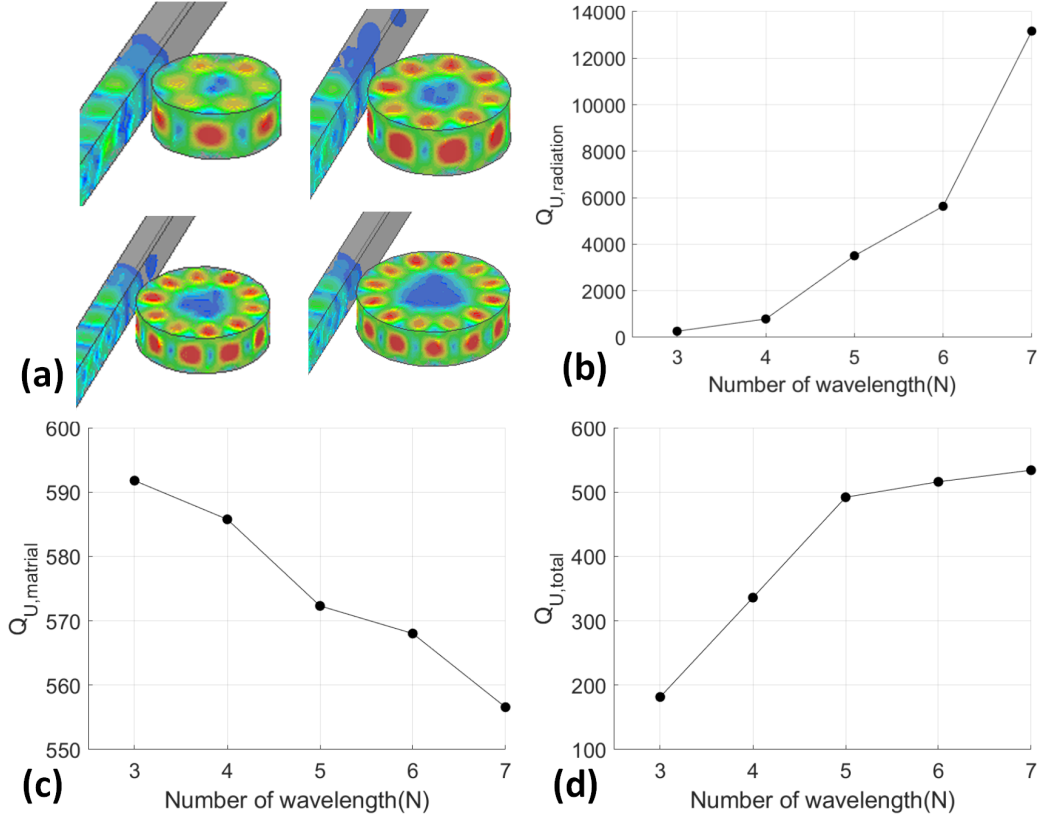 (a)
14000
12000
10000
8000
6000
4000
2000
0
Q_U,radiation
3 4 5 6 7
Number of wavelength(N)
(b)
600
590
580
570
560
550
Q_U,matrial
3 4 5 6 7
Number of wavelength(N)
(c)
600
500
400
300
200
100
Q_U,total
3 4 5 6 7
Number of wavelength(N)
(d)